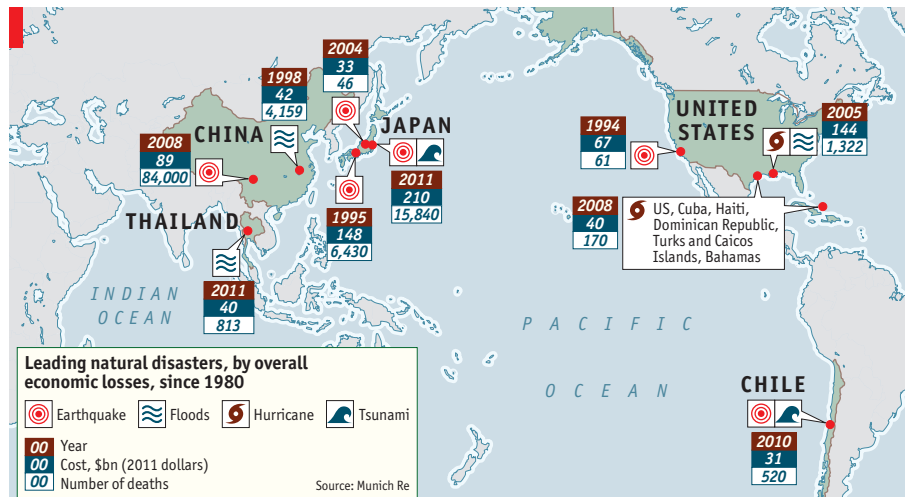 2004
33
46
1998
42
4,159
CHINA
JAPAN
2008
89
84,000
2011
210
15,840
1995
148
6,430
THAILAND
2011
40
813
UNITED
STATES
2005
144
1,322
1994
67
61
2008
40
170
US, Cuba, Haiti,
Dominican Republic,
Turks and Caicos
Islands, Bahamas
INDIAN
OCEAN
PACIFIC
OCEAN
CHILE
2010
31
520
Leading natural disasters, by overall
economic losses, since 1980
Earthquake Floods Hurricane Tsunami
00 Year
00 Cost, $bn (2011 dollars)
00 Number of deaths
Source: Munich Re